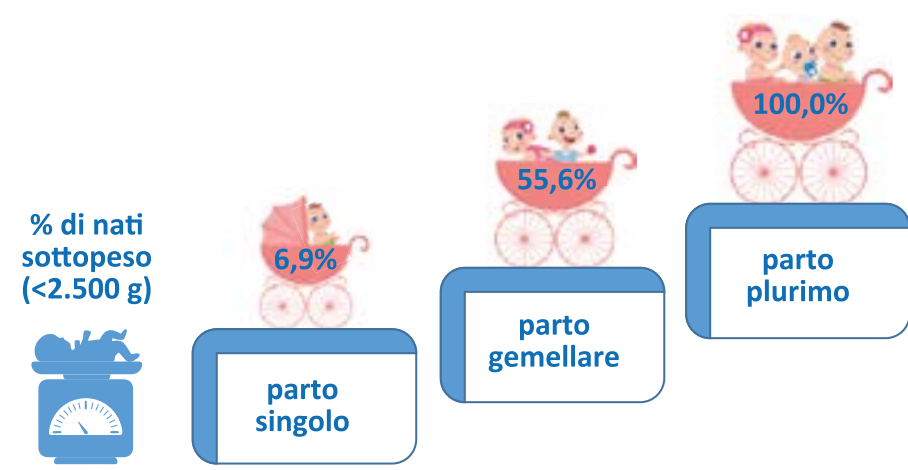 % di nati
sottopeso
(<2.500 g)
6,9%
parto
singolo
55,6%
parto
gemellare
100,0%
parto
plurimo